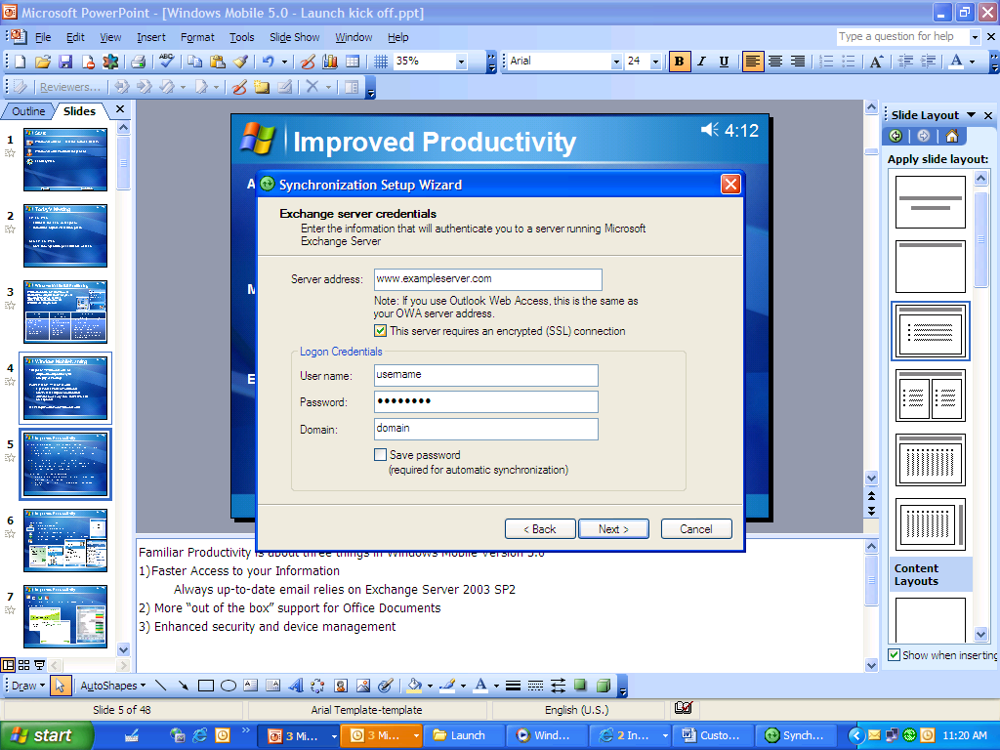 Microsoft PowerPoint - [Windows Mobile 5.0 - Launch kick off.ppt]
File Edit View Insert Format Tools Slide Show Window Help
Type a question for help
35%
Arial
24
B I U
Reviewers...
Outline
Slides
Slide Layout
Apply slide layout:
1
2
3
4
5
6
7
Improved Productivity
4:12
Synchronization Setup Wizard
Exchange server credentials
Enter the information that will authenticate you to a server running Microsoft
Exchange Server
Server address: www.exampleserver.com
Note: If you use Outlook Web Access, this is the same as
your OWA server address.
This server requires an encrypted (SSL) connection
Logon Credentials
User name: username
Password: ••••••••
Domain: domain
Save password
(required for automatic synchronization)
< Back
Next >
Cancel
Familiar Productivity is about three things in Windows Mobile Version 5.0
1)Faster Access to your Information
Always up-to-date email relies on Exchange Server 2003 SP2
2) More “out of the box” support for Office Documents
3) Enhanced security and device management
Content
Layouts
Show when inserting
Draw
AutoShapes
Slide 5 of 48
Arial Template-template
English (U.S.)
start
3 Mi...
3 Mi...
Launch
Wind...
2 In...
Custo...
Synch...
11:20 AM